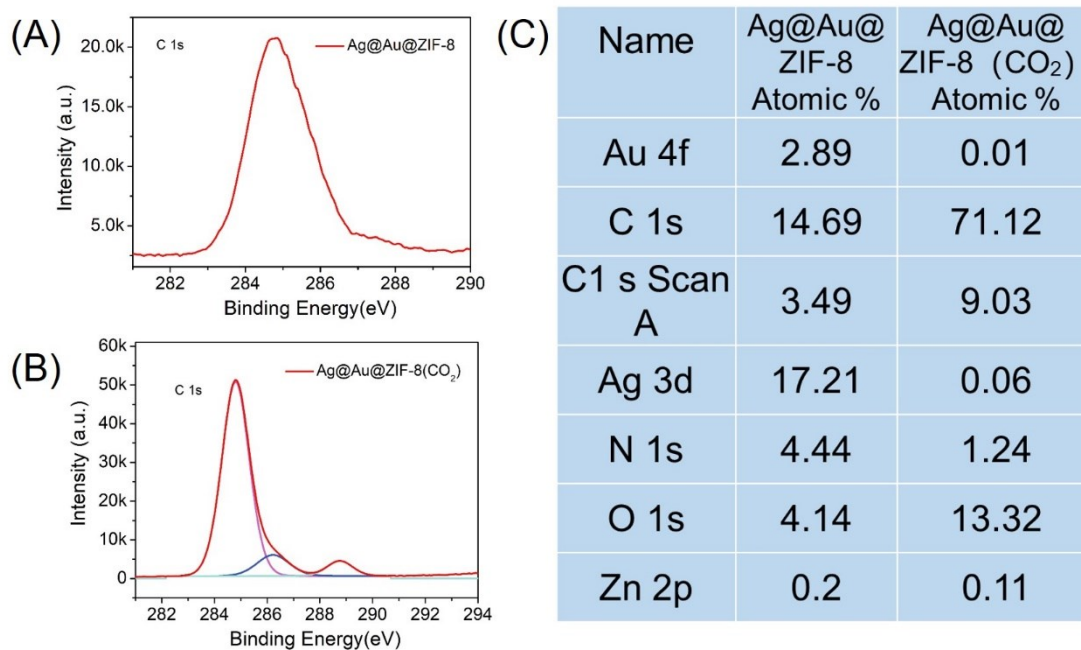 (A)
C 1s
Ag@Au@ZIF-8
20.0k
15.0k
10.0k
5.0k
Intensity (a.u.)
282 284 286 288 290
Binding Energy(eV)
(B)
C 1s
Ag@Au@ZIF-8(CO₂)
60k
50k
40k
30k
20k
10k
0
Intensity (a.u.)
282 284 286 288 290 292 294
Binding Energy(eV)
(C)
Name Ag@Au@ Ag@Au@
ZIF-8 ZIF-8 (CO₂)
Atomic % Atomic %
Au 4f 2.89 0.01
C 1s 14.69 71.12
C1 s Scan
A 3.49 9.03
Ag 3d 17.21 0.06
N 1s 4.44 1.24
O 1s 4.14 13.32
Zn 2p 0.2 0.11